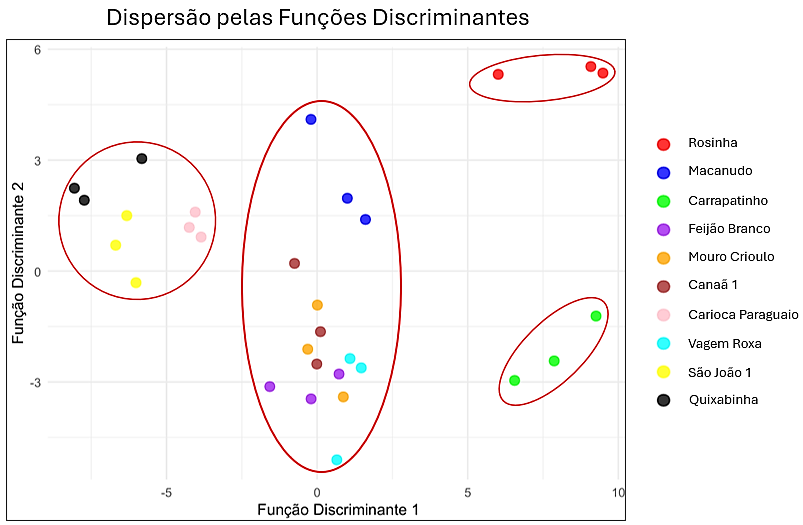 Dispersão pelas Funções Discriminantes
6
3
0
-3
Função Discriminante 2
-5
0
5
10
Função Discriminante 1
Rosinha
Macanudo
Carrapatinho
Feijão Branco
Mouro Crioulo
Canaã 1
Carioca Paraguaio
Vagem Roxa
São João 1
Quixabinha